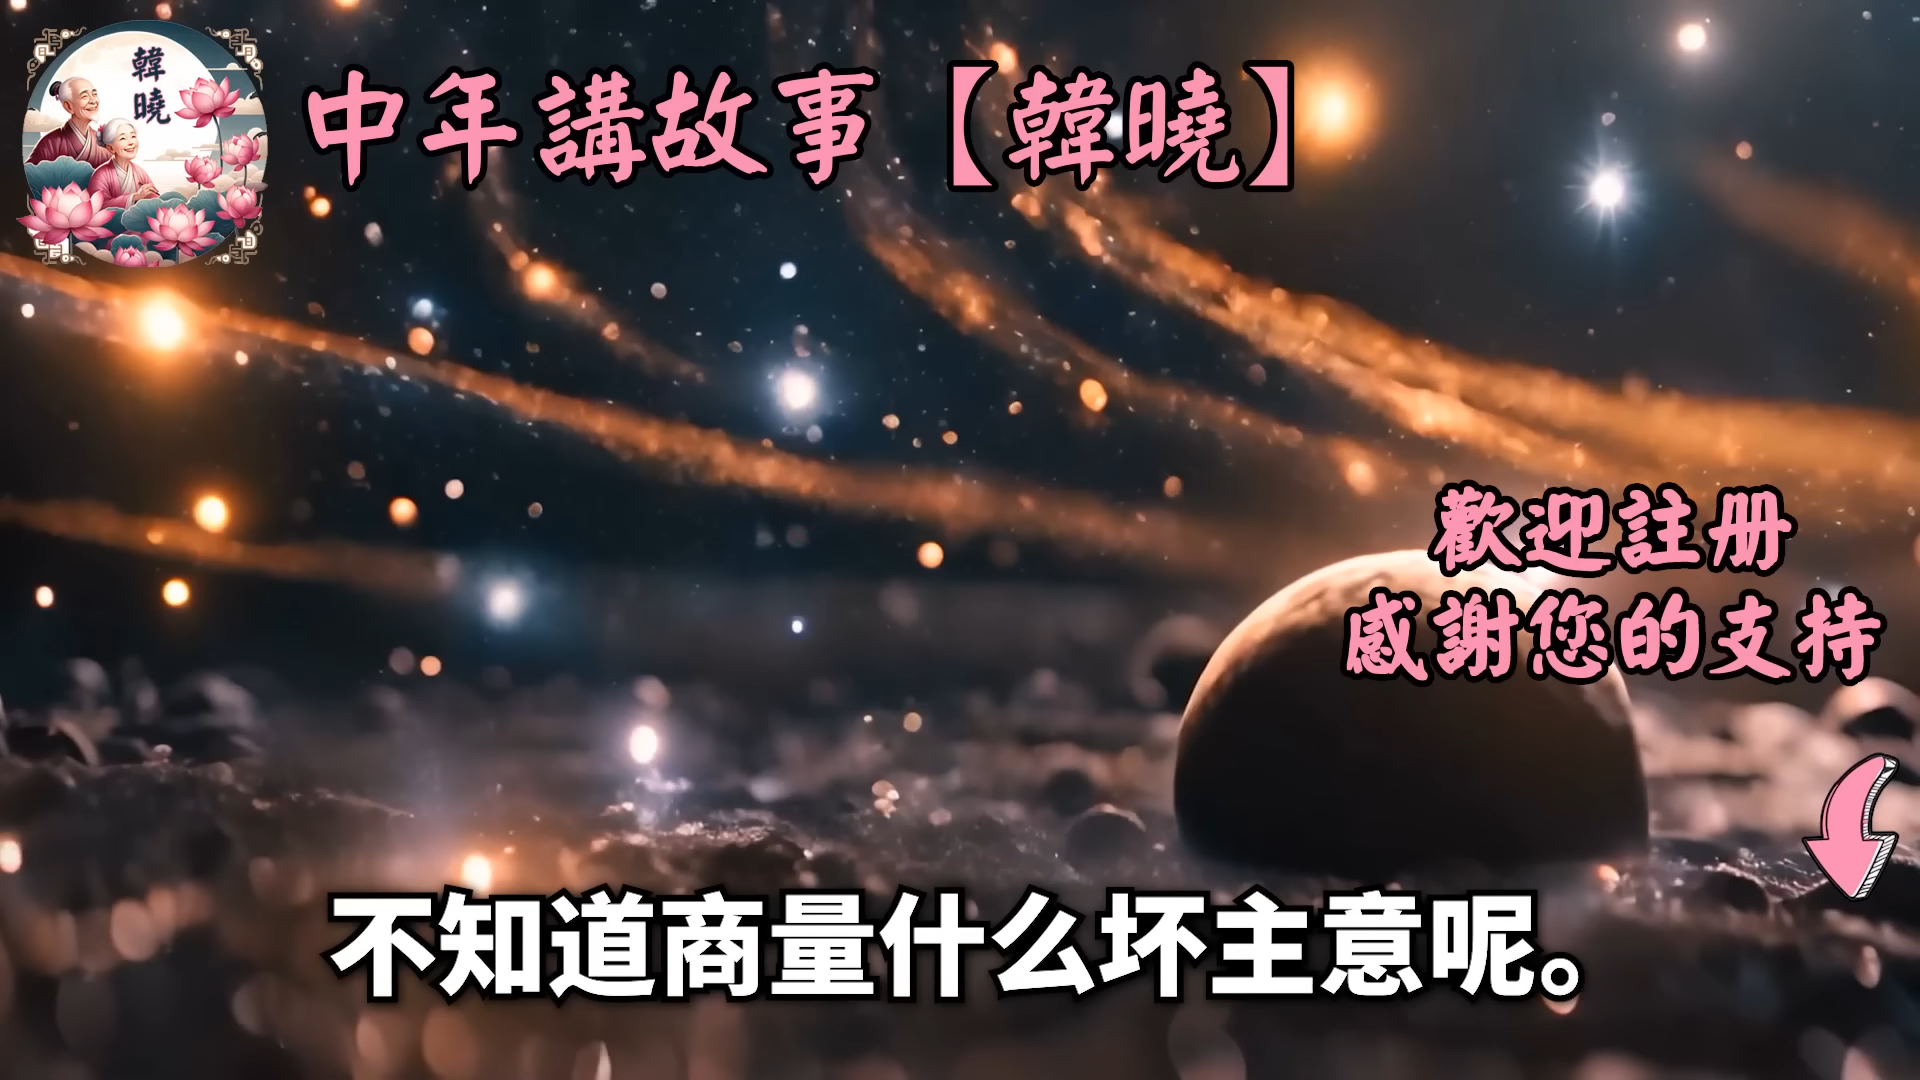 韓
曉
中年講故事【韓曉】
歡迎註册
感謝您的支持
不知道商量什么坏主意呢。